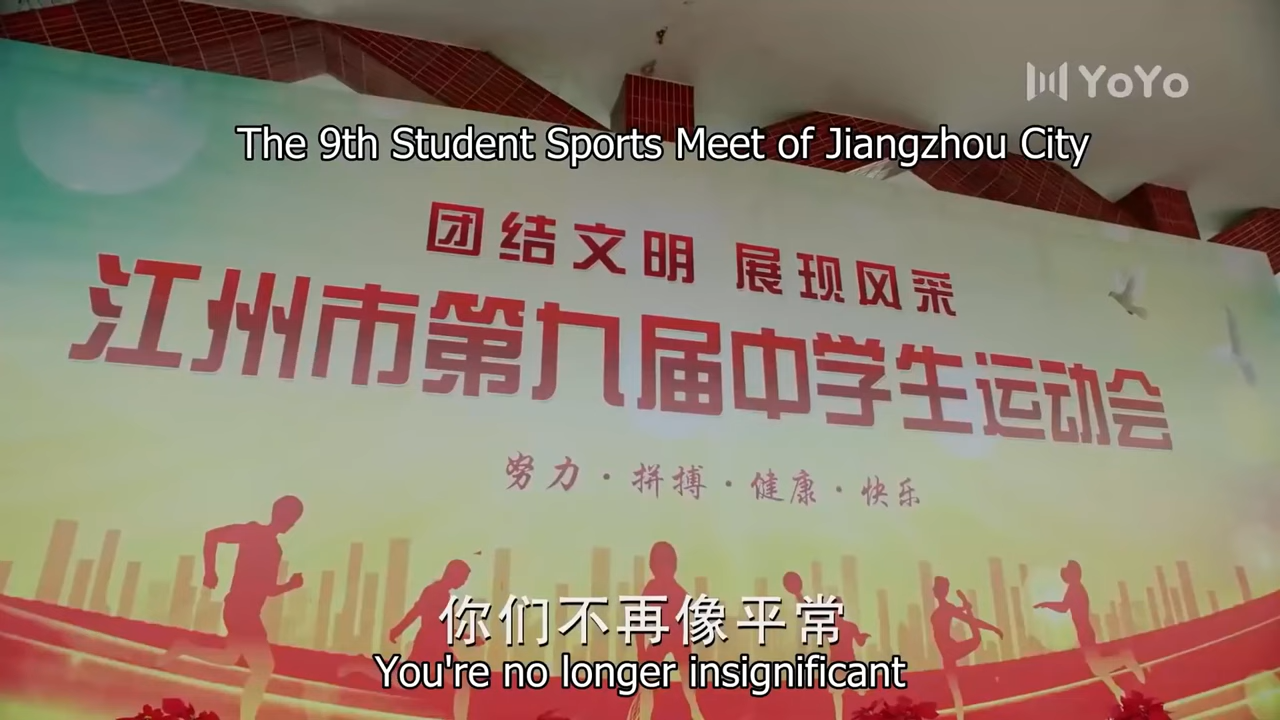 YoYo
The 9th Student Sports Meet of Jiangzhou City
团结文明 展现风采
江州市第九届中学生运动会
努力·拼搏·健康·快乐
你们不再像平常
You're no longer insignificant